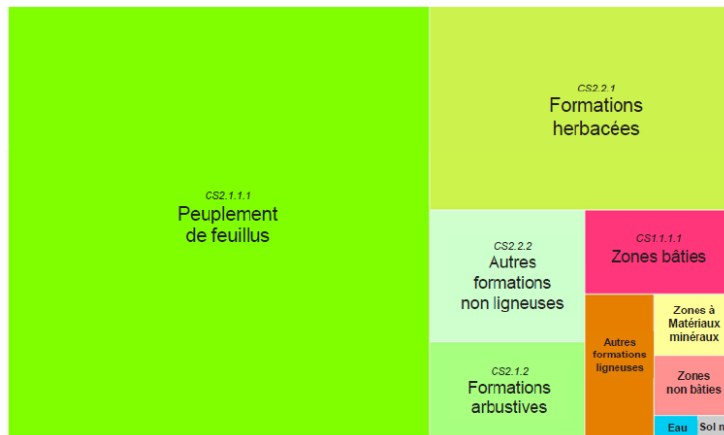 CS2.1.1.1
Peuplement
de feuillus
CS2.2.1
Formations
herbacées
CS2.2.2
Autres
formations
non ligneuses
CS2.1.2
Formations
arbustives
CS1.1.1.1
Zones bâties
Autres
formations
ligneuses
Zones à
Matériaux
minéraux
Zones
non bâties
Eau
Sol